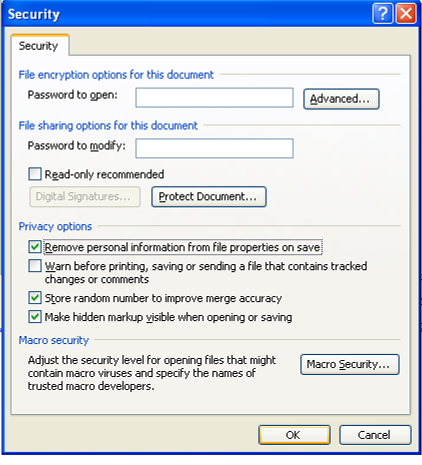 Security
Security
File encryption options for this document
Password to open:
Advanced...
File sharing options for this document
Password to modify:
Read-only recommended
Digital Signatures...
Protect Document...
Privacy options
Remove personal information from file properties on save
Warn before printing, saving or sending a file that contains tracked
changes or comments
Store random number to improve merge accuracy
Make hidden markup visible when opening or saving
Macro security
Adjust the security level for opening files that might
contain macro viruses and specify the names of
trusted macro developers.
Macro Security...
OK
Cancel